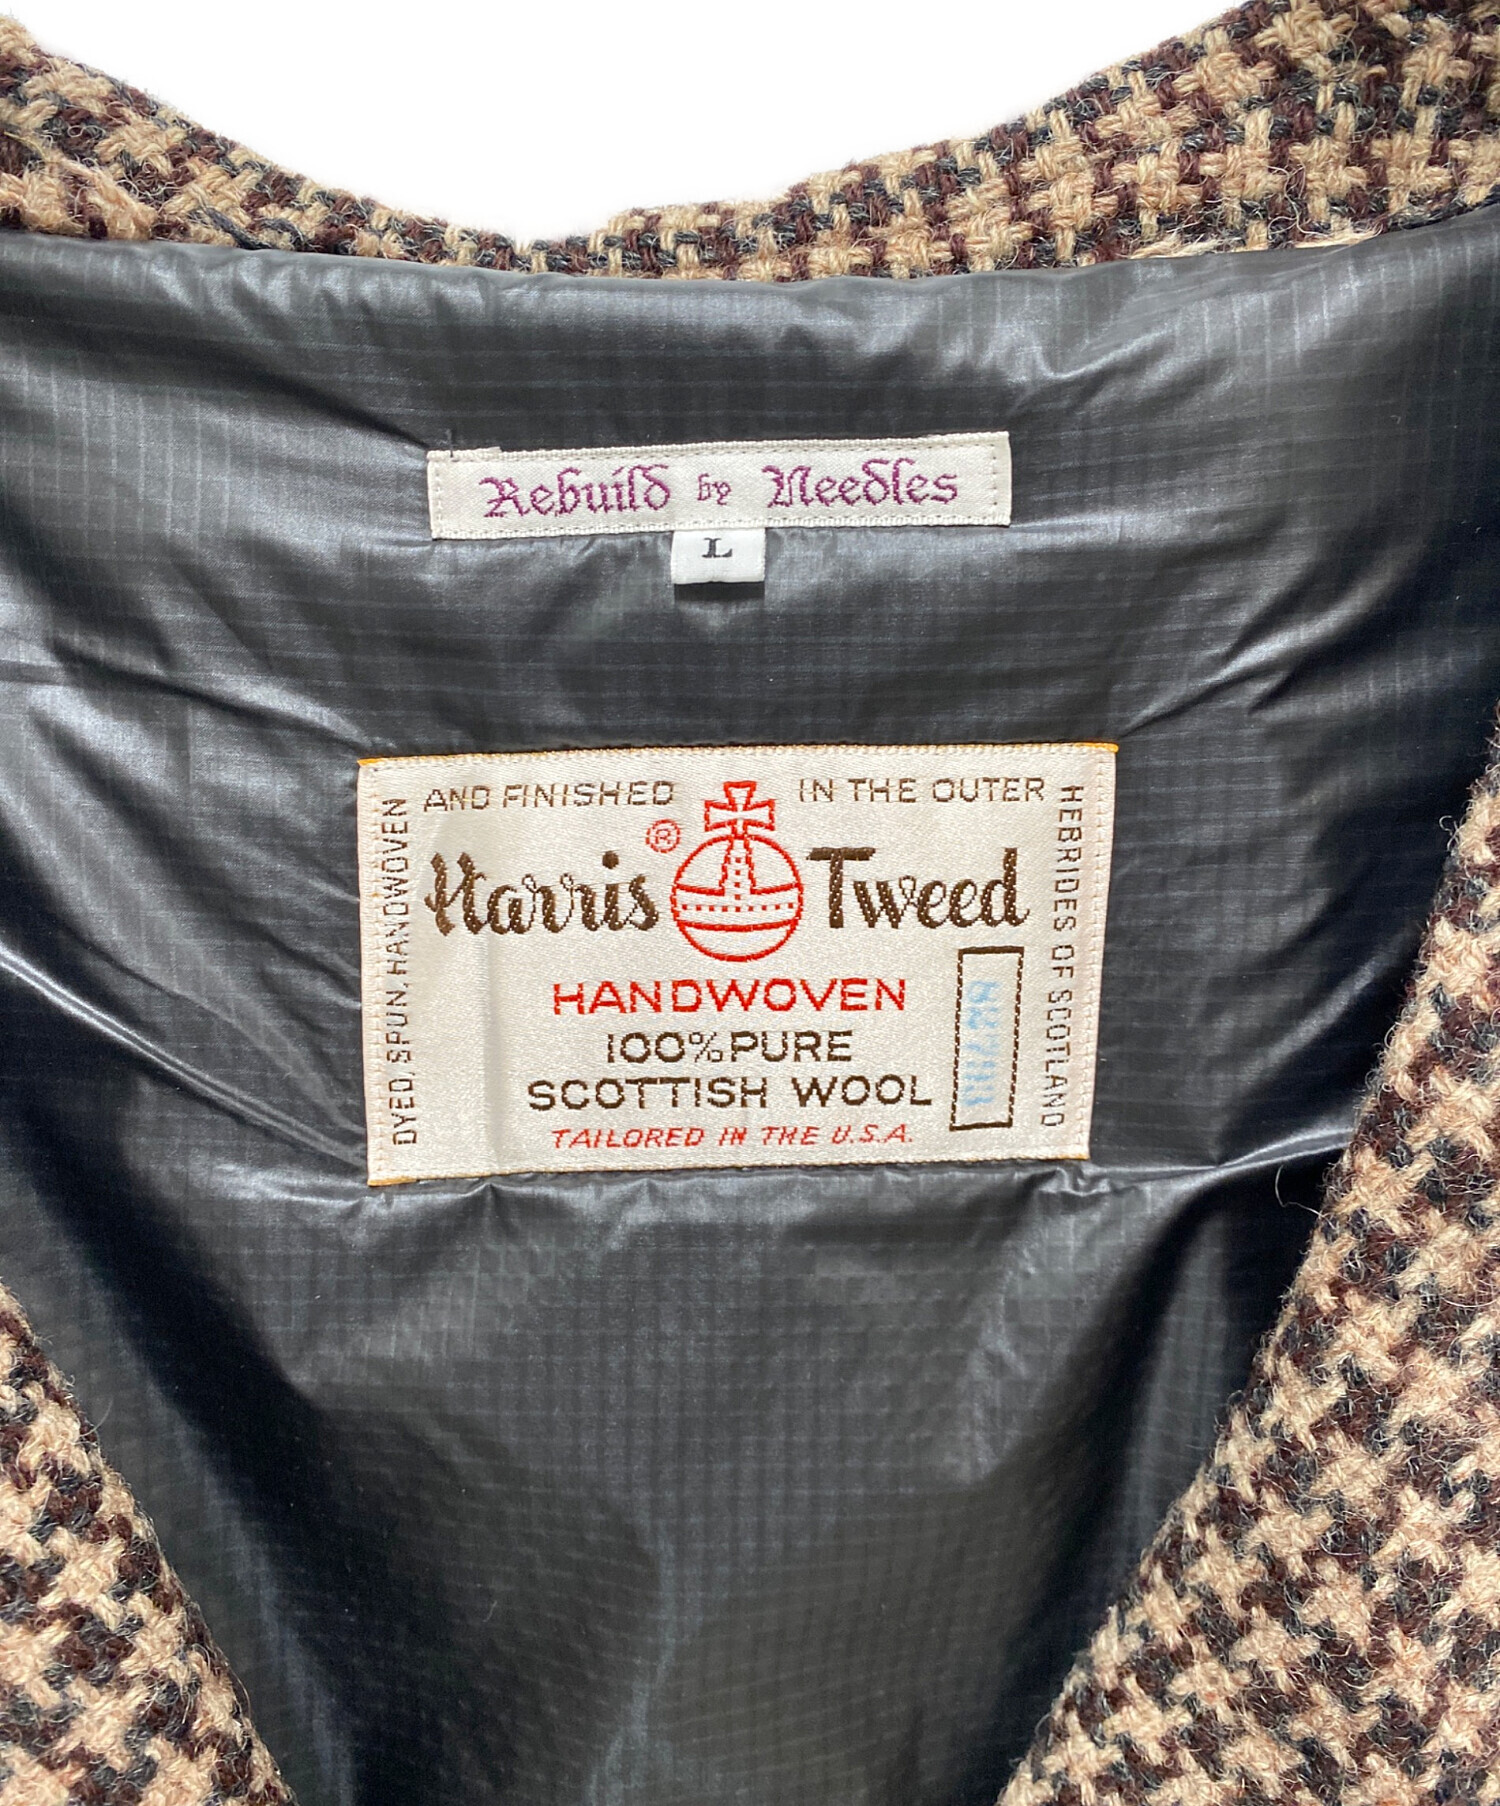 Rebuild by Needles
L
AND FINISHED IN THE OUTER
HEBRIDES OF SCOTLAND
DYED, SPUN, HANDWOVEN
Harris Tweed ®
HANDWOVEN
100% PURE
SCOTTISH WOOL
TAILORED IN THE U.S.A.